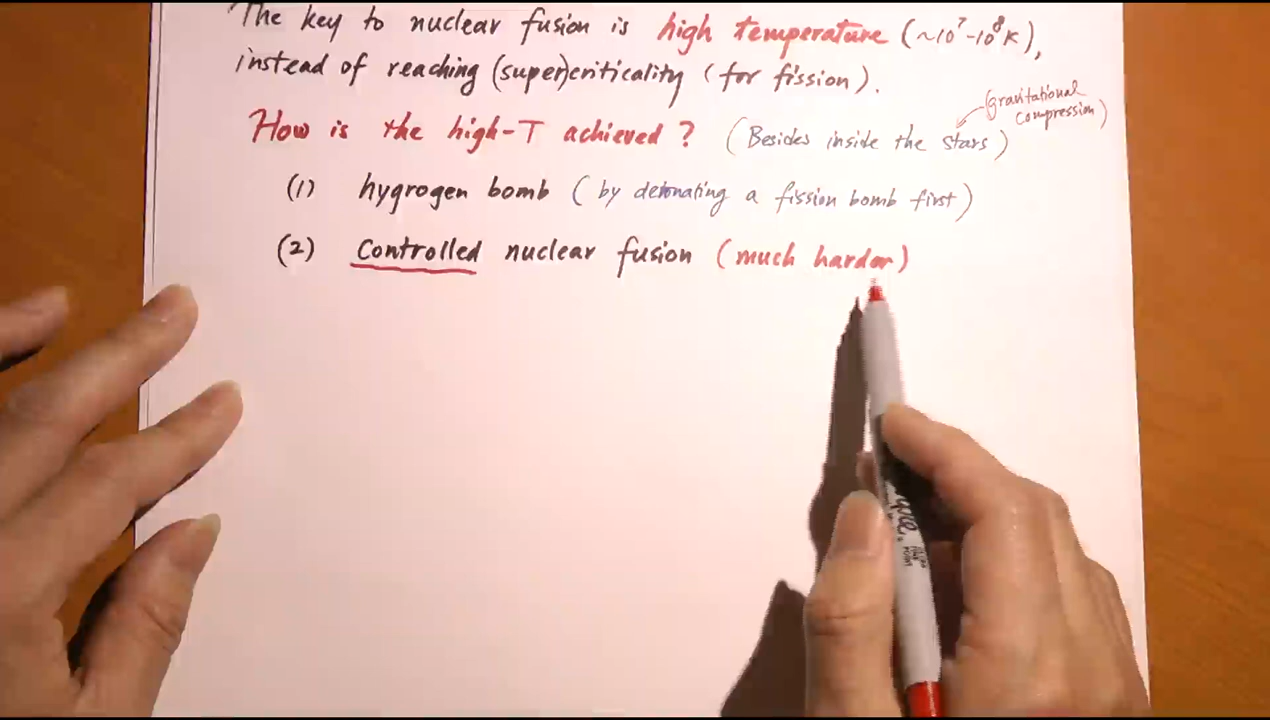 The key to nuclear fusion is high temperature (~10⁷-10⁸K),
instead of reaching (super)criticality (for fission).
(gravitational
compression)
How is the high-T achieved? (Besides inside the stars)
(1) hygrogen bomb (by detonating a fission bomb first)
(2) Controlled nuclear fusion (much harder)